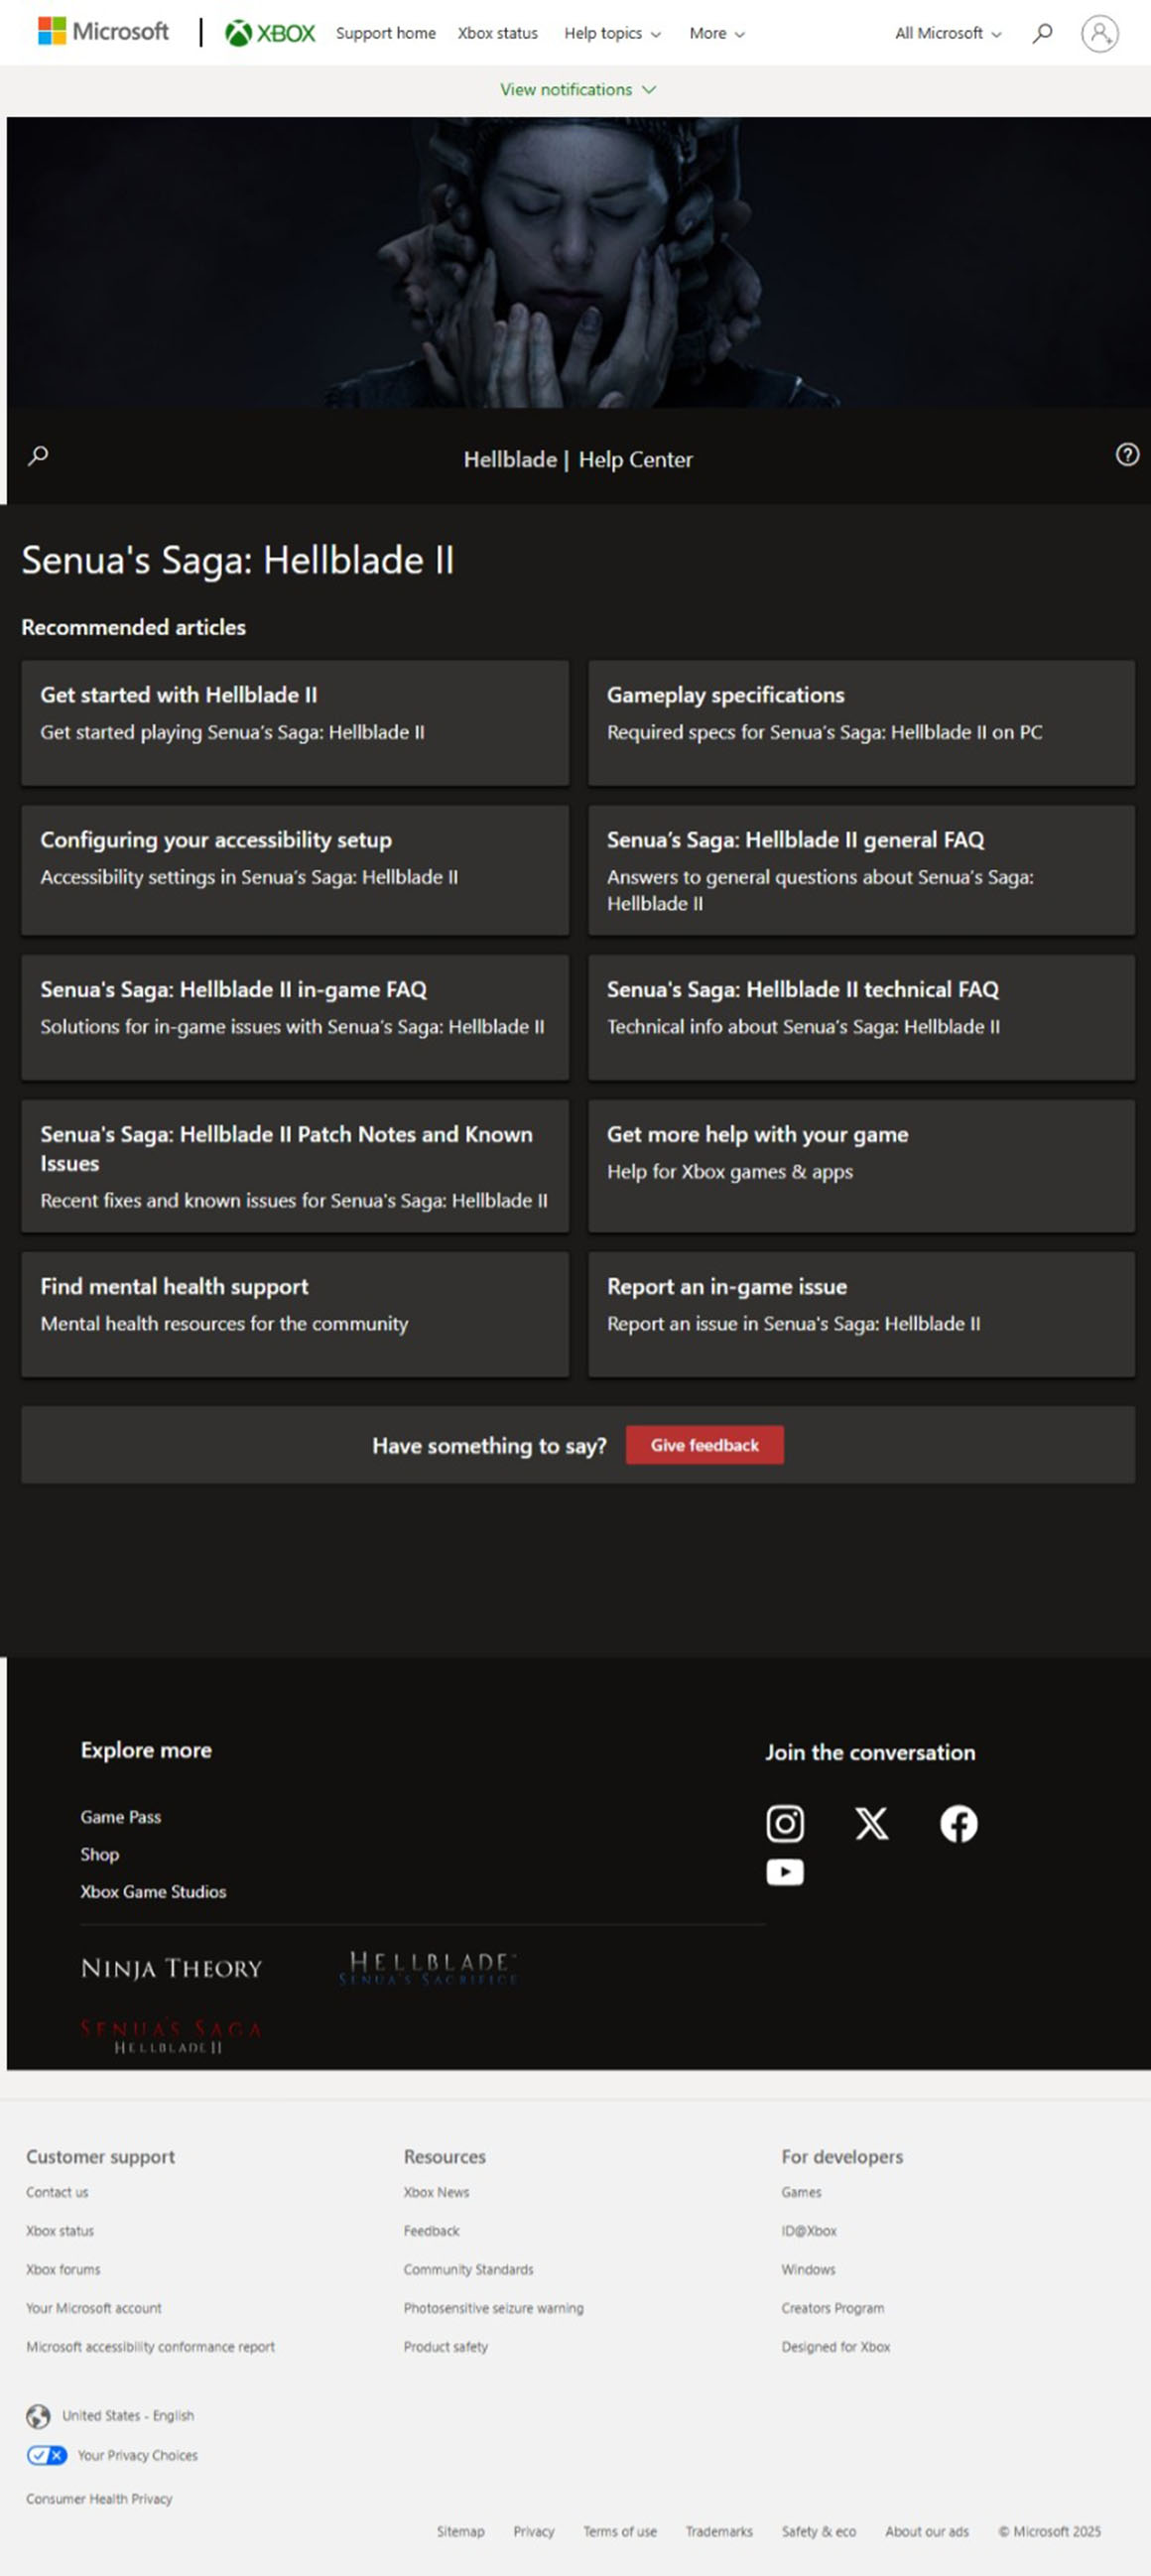 Microsoft
XBOX
Support home
Xbox status
Help topics
More
All Microsoft
View notifications
Hellblade | Help Center
Senua's Saga: Hellblade II
Recommended articles
Get started with Hellblade II
Get started playing Senua's Saga: Hellblade II
Gameplay specifications
Required specs for Senua's Saga: Hellblade II on PC
Configuring your accessibility setup
Accessibility settings in Senua's Saga: Hellblade II
Senua's Saga: Hellblade II general FAQ
Answers to general questions about Senua's Saga:
Hellblade II
Senua's Saga: Hellblade II in-game FAQ
Solutions for in-game issues with Senua's Saga: Hellblade II
Senua's Saga: Hellblade II technical FAQ
Technical info about Senua's Saga: Hellblade II
Senua's Saga: Hellblade II Patch Notes and Known
Issues
Recent fixes and known issues for Senua's Saga: Hellblade II
Get more help with your game
Help for Xbox games & apps
Find mental health support
Mental health resources for the community
Report an in-game issue
Report an issue in Senua's Saga: Hellblade II
Have something to say?
Give feedback
Explore more
Game Pass
Shop
Xbox Game Studios
Join the conversation
NINJA THEORY
HELLBLADE™
SENUA'S SACRIFICE
SENUA'S SAGA
HELLBLADE II
Customer support
Contact us
Xbox status
Xbox forums
Your Microsoft account
Microsoft accessibility conformance report
Resources
Xbox News
Feedback
Community Standards
Photosensitive seizure warning
Product safety
For developers
Games
ID@Xbox
Windows
Creators Program
Designed for Xbox
United States - English
Your Privacy Choices
Consumer Health Privacy
Sitemap
Privacy
Terms of use
Trademarks
Safety & eco
About our ads
© Microsoft 2025